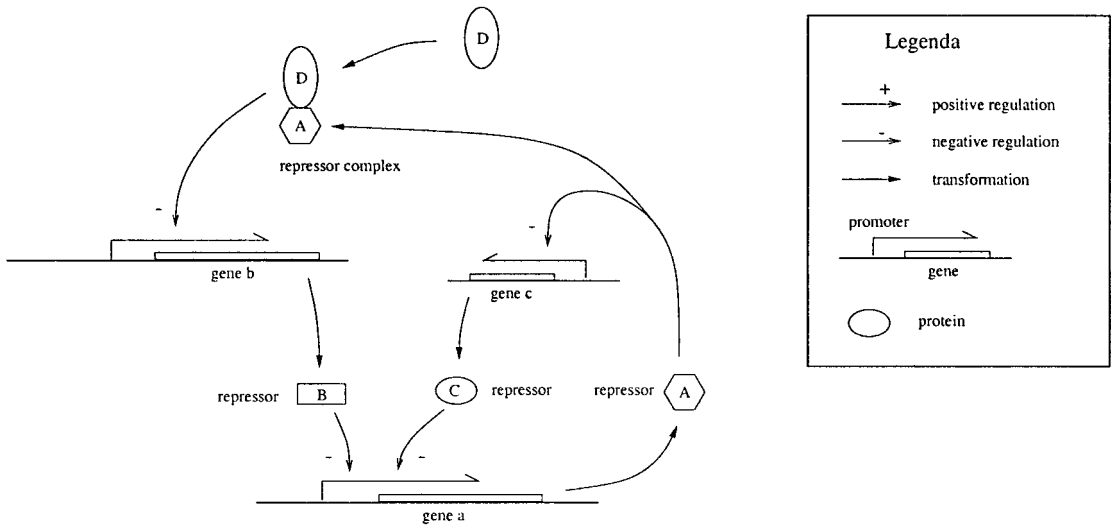 D
D
A
repressor complex
-
gene b
-
gene c
repressor
B
C
repressor
repressor
A
-
-
gene a
Legenda
+
positive regulation
-
negative regulation
transformation
promoter
gene
protein